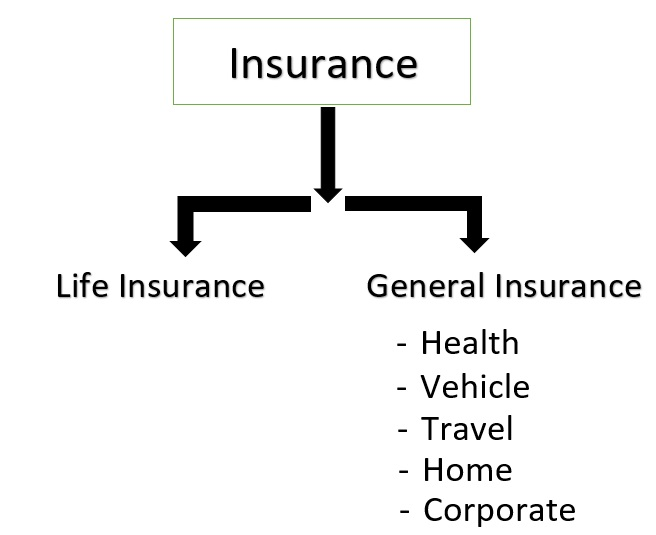 Insurance
Life Insurance
General Insurance
- Health
- Vehicle
- Travel
- Home
- Corporate